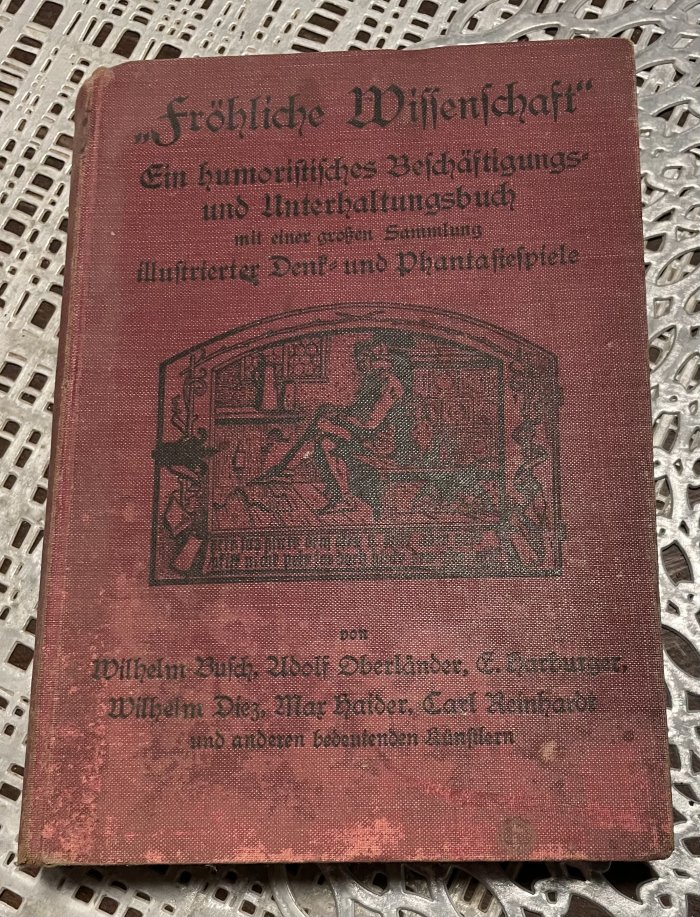 „Fröhliche Wissenschaft"
Ein humoristisches Beschäftigungs-
und Unterhaltungsbuch
mit einer großen Sammlung
illustrierter Denk- und Phantasiespiele
von
Wilhelm Busch, Adolf Oberländer, E. Harburger,
Wilhelm Diez, Max Haider, Carl Reinhardt
und anderen bedeutenden Künstlern